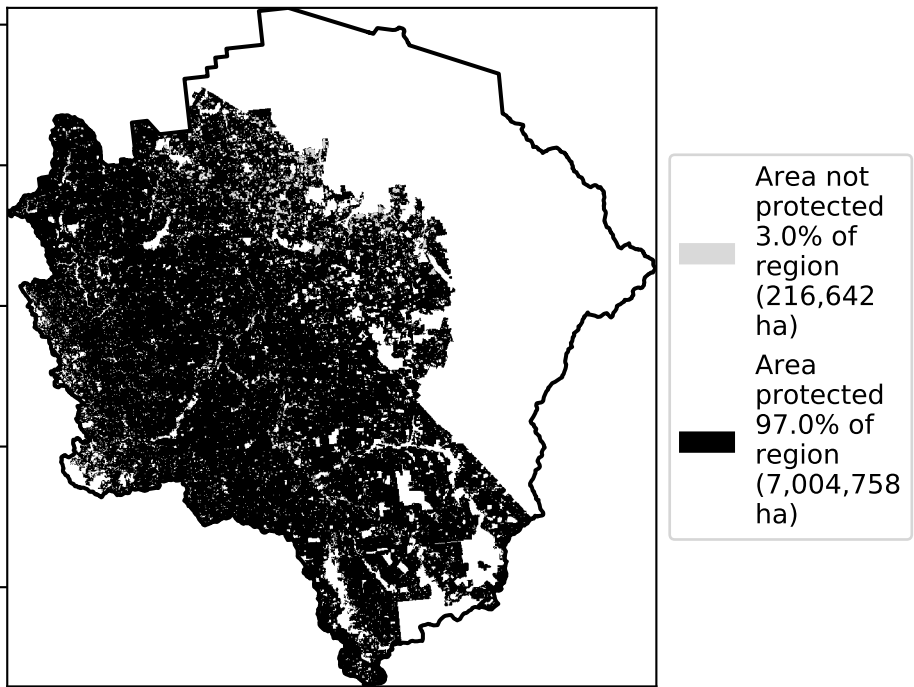 Area not
protected
3.0% of
region
(216,642
ha)
Area
protected
97.0% of
region
(7,004,758
ha)